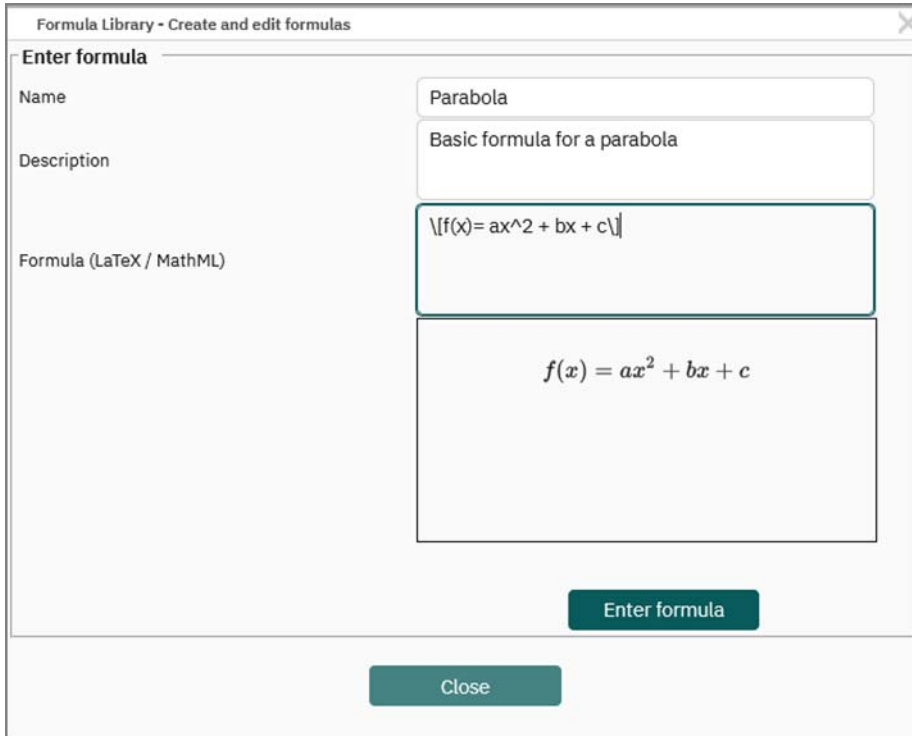 Formula Library - Create and edit formulas
Enter formula
Name
Parabola
Description
Basic formula for a parabola
Formula (LaTeX / MathML)
\[f(x)= ax^2 + bx + c\]
f(x) = ax² + bx + c
Enter formula
Close